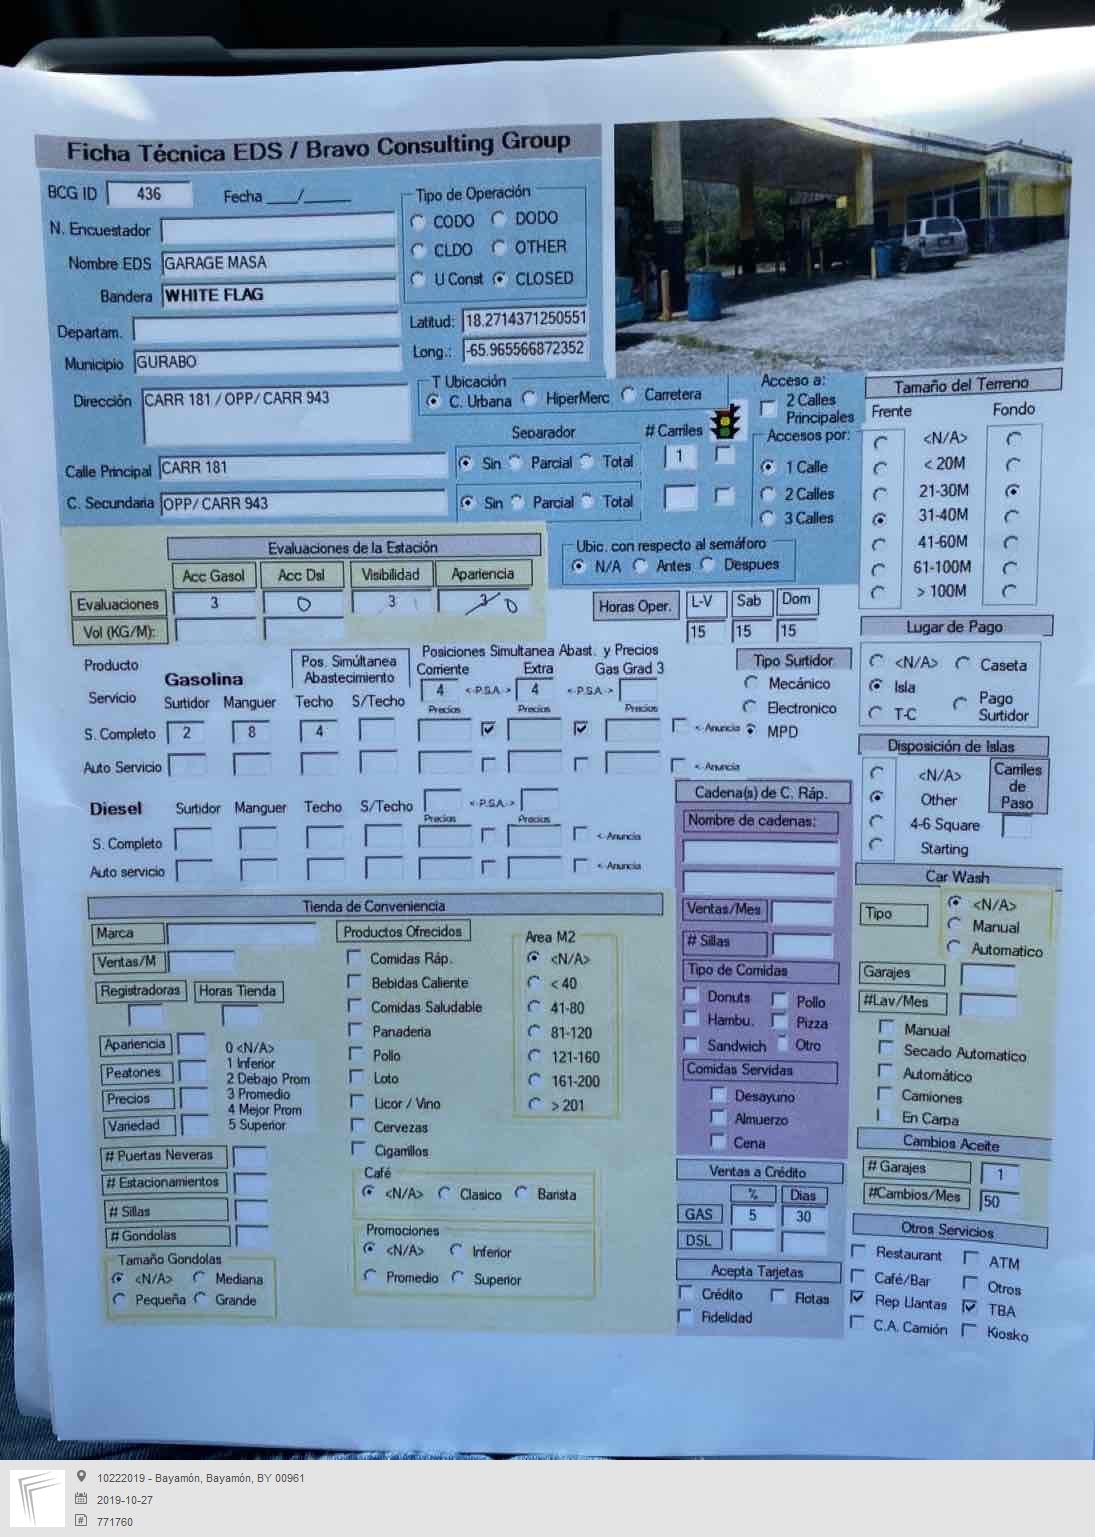 Ficha Técnica EDS / Bravo Consulting Group
BCG ID 436 Fecha ___/______
Tipo de Operación
CODO DODO
CLDO OTHER
U Const CLOSED
N. Encuestador
Nombre EDS GARAGE MASA
Bandera WHITE FLAG
Departam.
Municipio GURABO
Latitud: 18.2714371250551
Long.: -65.965566872352
Dirección CARR 181 / OPP/ CARR 943
T Ubicación
C. Urbana HiperMerc Carretera
Separador # Carriles
Calle Principal CARR 181 Sin Parcial Total 1
C. Secundaria OPP/ CARR 943 Sin Parcial Total
Acceso a:
2 Calles
Principales
Accesos por:
1 Calle
2 Calles
3 Calles
Tamaño del Terreno
Frente Fondo
<N/A>
< 20M
21-30M
31-40M
41-60M
61-100M
> 100M
Evaluaciones de la Estación
Acc Gasol Acc Dsl Visibilidad Apariencia
Evaluaciones 3 0 3 3 0
Vol (KG/M):
Ubic. con respecto al semáforo
N/A Antes Despues
Horas Oper. L-V Sab Dom
15 15 15
Lugar de Pago
<N/A> Caseta
Isla
T-C Pago
Surtidor
Producto
Servicio
Gasolina
Pos. Simúltanea
Abastecimiento
Posiciones Simultanea Abast. y Precios
Corriente Extra Gas Grad 3
4 <-P.S.A.-> 4 <-P.S.A.->
Surtidor Manguer Techo S/Techo Precios Precios Precios
S. Completo 2 8 4 <- Anuncia
Auto Servicio <- Anuncia
Tipo Surtidor
Mecánico
Electronico
MPD
Disposición de Islas
<N/A>
Other
4-6 Square
Starting
Carriles
de
Paso
Diesel Surtidor Manguer Techo S/Techo <-P.S.A.->
Precios Precios
S. Completo <- Anuncia
Auto servicio <- Anuncia
Cadena(s) de C. Ráp.
Nombre de cadenas:
Ventas/Mes
# Sillas
Tipo de Comidas
Donuts Pollo
Hambu. Pizza
Sandwich Otro
Comidas Servidas
Desayuno
Almuerzo
Cena
Car Wash
Tipo
<N/A>
Manual
Automatico
Garajes
#Lav/Mes
Manual
Secado Automatico
Automático
Camiones
En Carpa
Tienda de Conveniencia
Marca
Ventas/M
Registradoras Horas Tienda
Apariencia
Peatones
Precios
Variedad
0 <N/A>
1 Inferior
2 Debajo Prom
3 Promedio
4 Mejor Prom
5 Superior
# Puertas Neveras
# Estacionamientos
# Sillas
# Gondolas
Tamaño Gondolas
<N/A> Mediana
Pequeña Grande
Productos Ofrecidos
Comidas Ráp.
Bebidas Caliente
Comidas Saludable
Panaderia
Pollo
Loto
Licor / Vino
Cervezas
Cigarrillos
Area M2
<N/A>
< 40
41-80
81-120
121-160
161-200
> 201
Café
<N/A> Clasico Barista
Promociones
<N/A> Inferior
Promedio Superior
Ventas a Crédito
% Dias
GAS 5 30
DSL
Acepta Tarjetas
Crédito Flotas
Fidelidad
Cambios Aceite
# Garajes 1
#Cambios/Mes 50
Otros Servicios
Restaurant ATM
Café/Bar Otros
Rep Llantas TBA
C.A. Camión Kiosko
10222019 - Bayamón, Bayamón, BY 00961
2019-10-27
771760